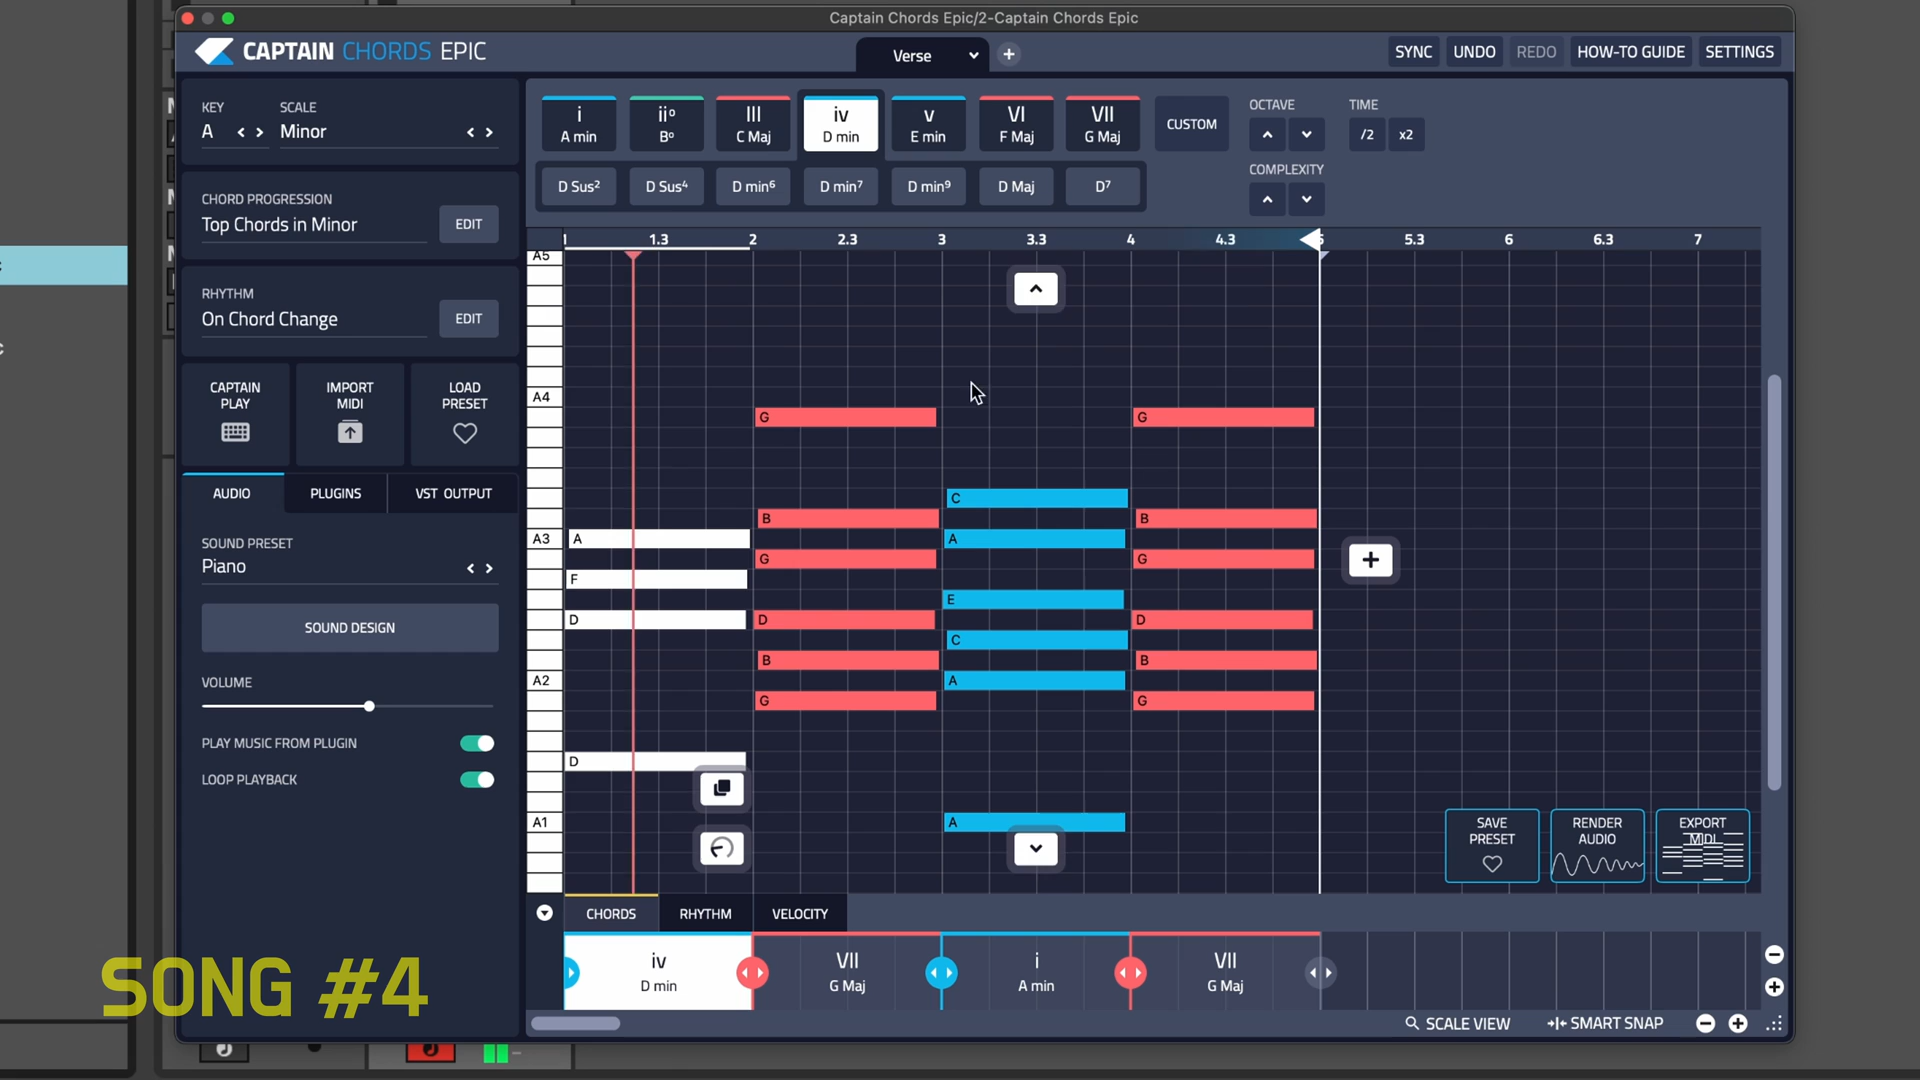 Captain Chords Epic/2-Captain Chords Epic
CAPTAIN CHORDS EPIC
Verse
SYNC UNDO REDO HOW-TO GUIDE SETTINGS
KEY SCALE
A Minor
i ii° III iv v VI VII
A min B° C Maj D min E min F Maj G Maj
CUSTOM
OCTAVE TIME
/2 x2
COMPLEXITY
D Sus² D Sus⁴ D min⁶ D min⁷ D min⁹ D Maj D⁷
CHORD PROGRESSION
Top Chords in Minor EDIT
RHYTHM
On Chord Change EDIT
CAPTAIN PLAY
IMPORT MIDI
LOAD PRESET
AUDIO PLUGINS VST OUTPUT
SOUND PRESET
Piano
SOUND DESIGN
VOLUME
PLAY MUSIC FROM PLUGIN
LOOP PLAYBACK
1 1.3 2 2.3 3 3.3 4 4.3 5 5.3 6 6.3 7
A5
A4
G G
C
B B
A3 A A
G G
F
E
D D D
C
B B
A2 A
G G
D
A1 A
SAVE PRESET
RENDER AUDIO
EXPORT MIDI
CHORDS RHYTHM VELOCITY
iv VII i VII
D min G Maj A min G Maj
SCALE VIEW SMART SNAP
SONG #4